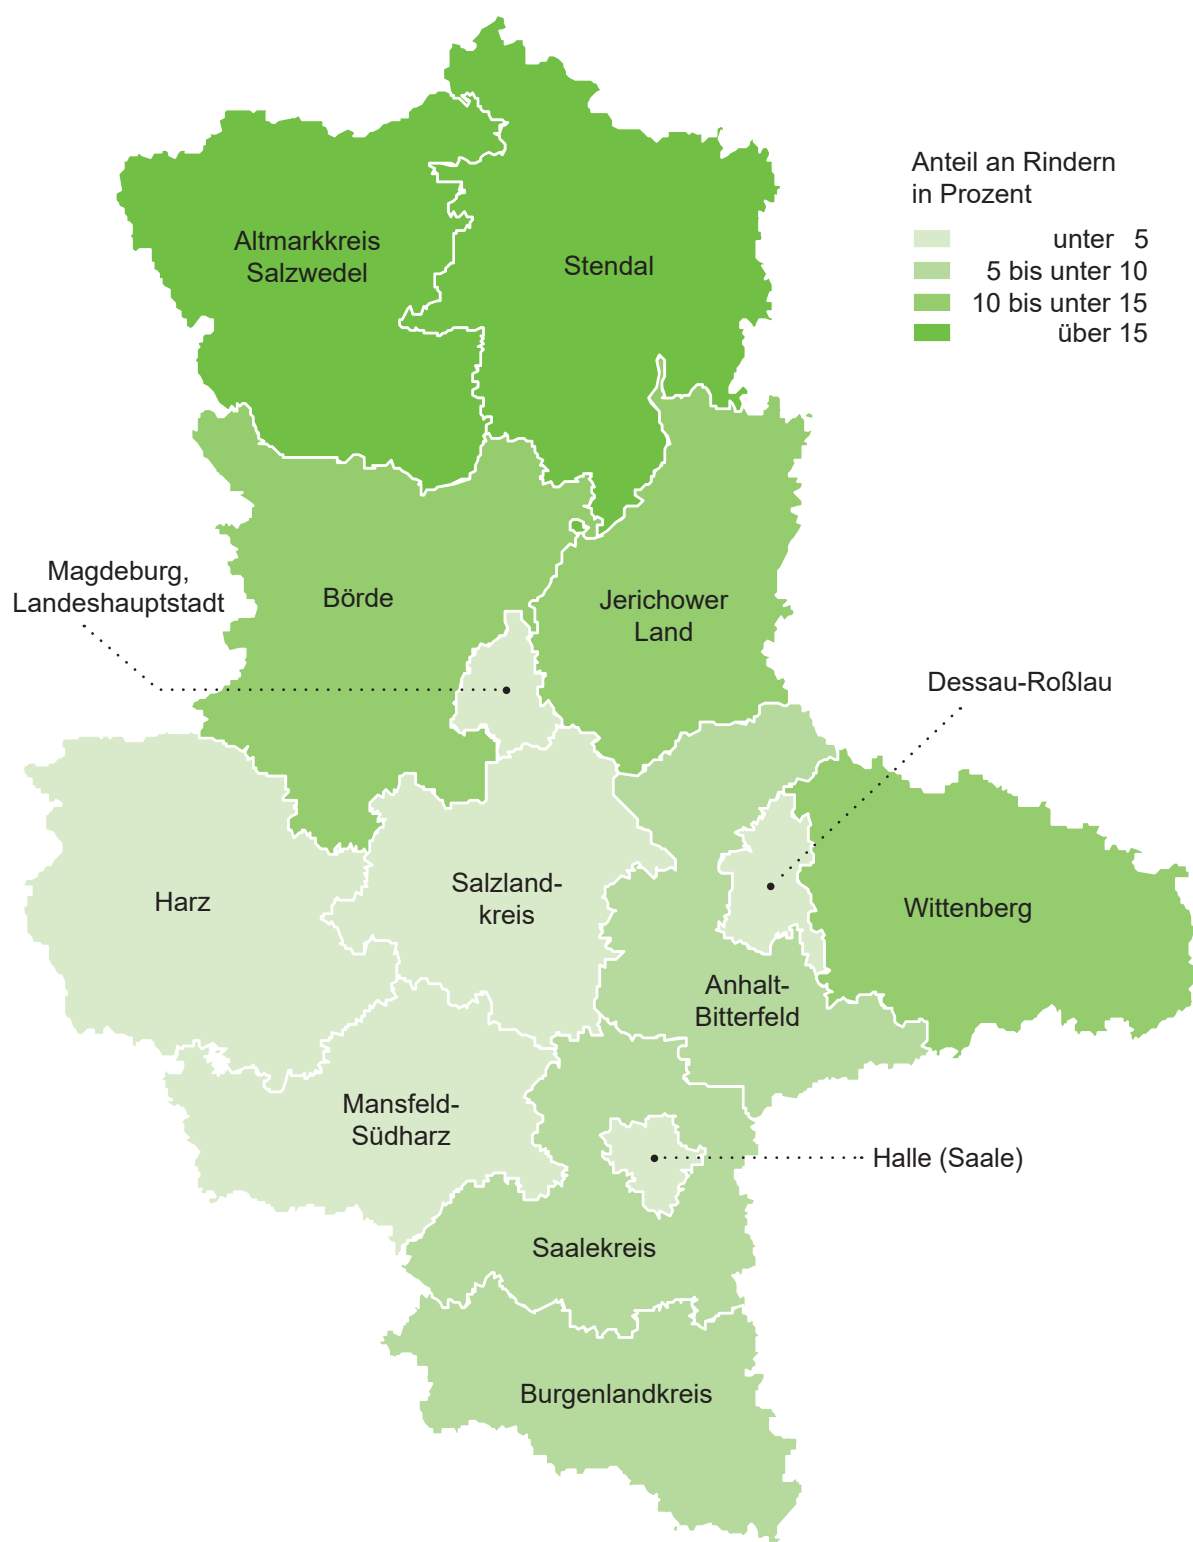 Anteil an Rindern
in Prozent
unter 5
5 bis unter 10
10 bis unter 15
über 15
Altmarkkreis
Salzwedel
Stendal
Magdeburg,
Landeshauptstadt
Börde
Jerichower
Land
Dessau-Roßlau
Harz
Salzland-
kreis
Wittenberg
Anhalt-
Bitterfeld
Mansfeld-
Südharz
Halle (Saale)
Saalekreis
Burgenlandkreis